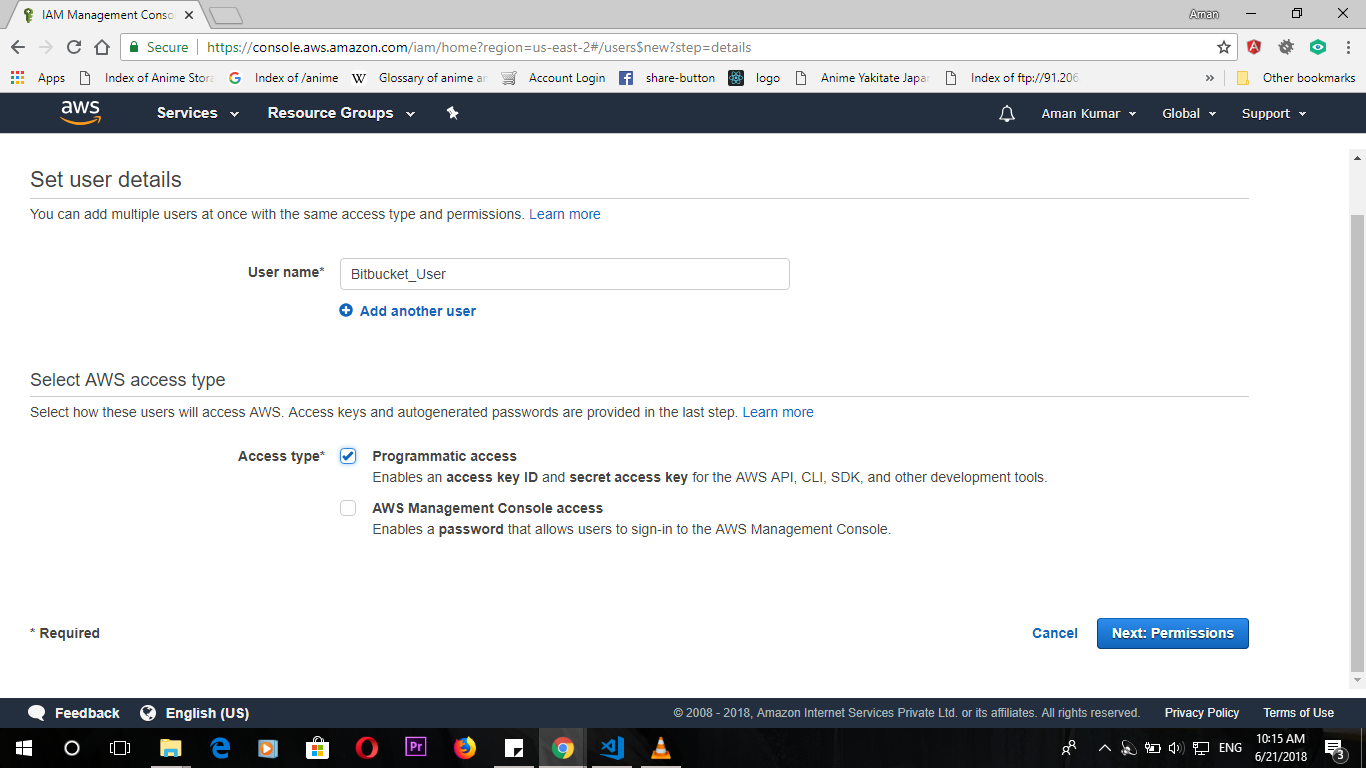 IAM Management Conso
Aman
Secure https://console.aws.amazon.com/iam/home?region=us-east-2#/users$new?step=details
Apps Index of Anime Stora Index of /anime Glossary of anime an Account Login share-button logo Anime Yakitate Japan Index of ftp://91.206 » Other bookmarks
aws Services Resource Groups Aman Kumar Global Support
Set user details
You can add multiple users at once with the same access type and permissions. Learn more
User name* Bitbucket_User
Add another user
Select AWS access type
Select how these users will access AWS. Access keys and autogenerated passwords are provided in the last step. Learn more
Access type* Programmatic access
Enables an access key ID and secret access key for the AWS API, CLI, SDK, and other development tools.
AWS Management Console access
Enables a password that allows users to sign-in to the AWS Management Console.
* Required Cancel Next: Permissions
Feedback English (US) © 2008 - 2018, Amazon Internet Services Private Ltd. or its affiliates. All rights reserved. Privacy Policy Terms of Use
Pr ENG 10:15 AM
6/21/2018 3